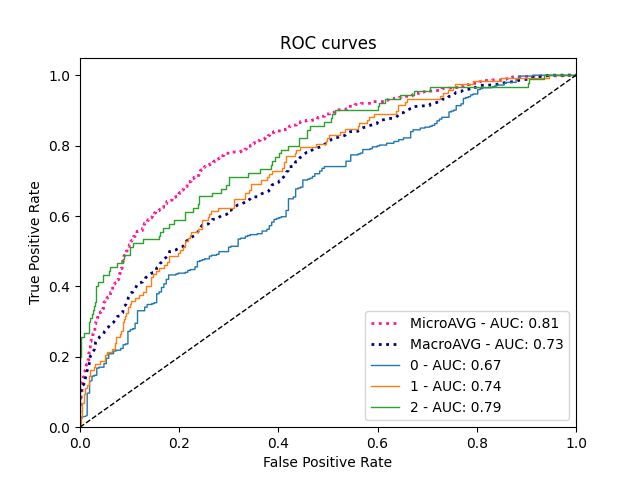 ROC curves
True Positive Rate
1.0
0.8
0.6
0.4
0.2
0.0
MicroAVG - AUC: 0.81
MacroAVG - AUC: 0.73
0 - AUC: 0.67
1 - AUC: 0.74
2 - AUC: 0.79
0.0 0.2 0.4 0.6 0.8 1.0
False Positive Rate